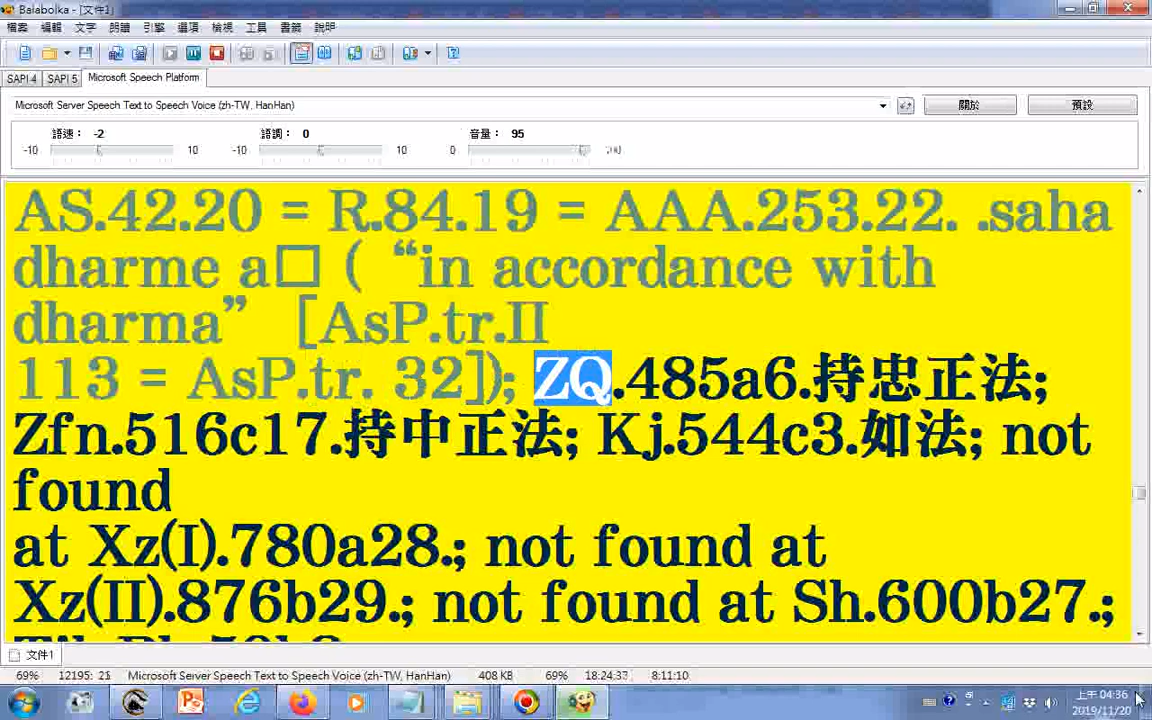 Balabolka - [文件1]
檔案 編輯 文字 朗讀 引擎 選項 檢視 工具 書籤 說明
SAPI 4 SAPI 5 Microsoft Speech Platform
Microsoft Server Speech Text to Speech Voice (zh-TW, HanHan) 關於 預設
語速： -2 語調： 0 音量： 95
-10 10 -10 10 0 100
AS.42.20 = R.84.19 = AAA.253.22. .saha
dharme a□ (“in accordance with
dharma” [AsP.tr.II
113 = AsP.tr. 32]); ZQ.485a6.持忠正法;
Zfn.516c17.持中正法; Kj.544c3.如法; not
found
at Xz(I).780a28.; not found at
Xz(II).876b29.; not found at Sh.600b27.;
文件1
69% 12195: 21 Microsoft Server Speech Text to Speech Voice (zh-TW, HanHan) 408 KB 69% 18:24:33 8:11:10
上午 04:36
2019/11/20